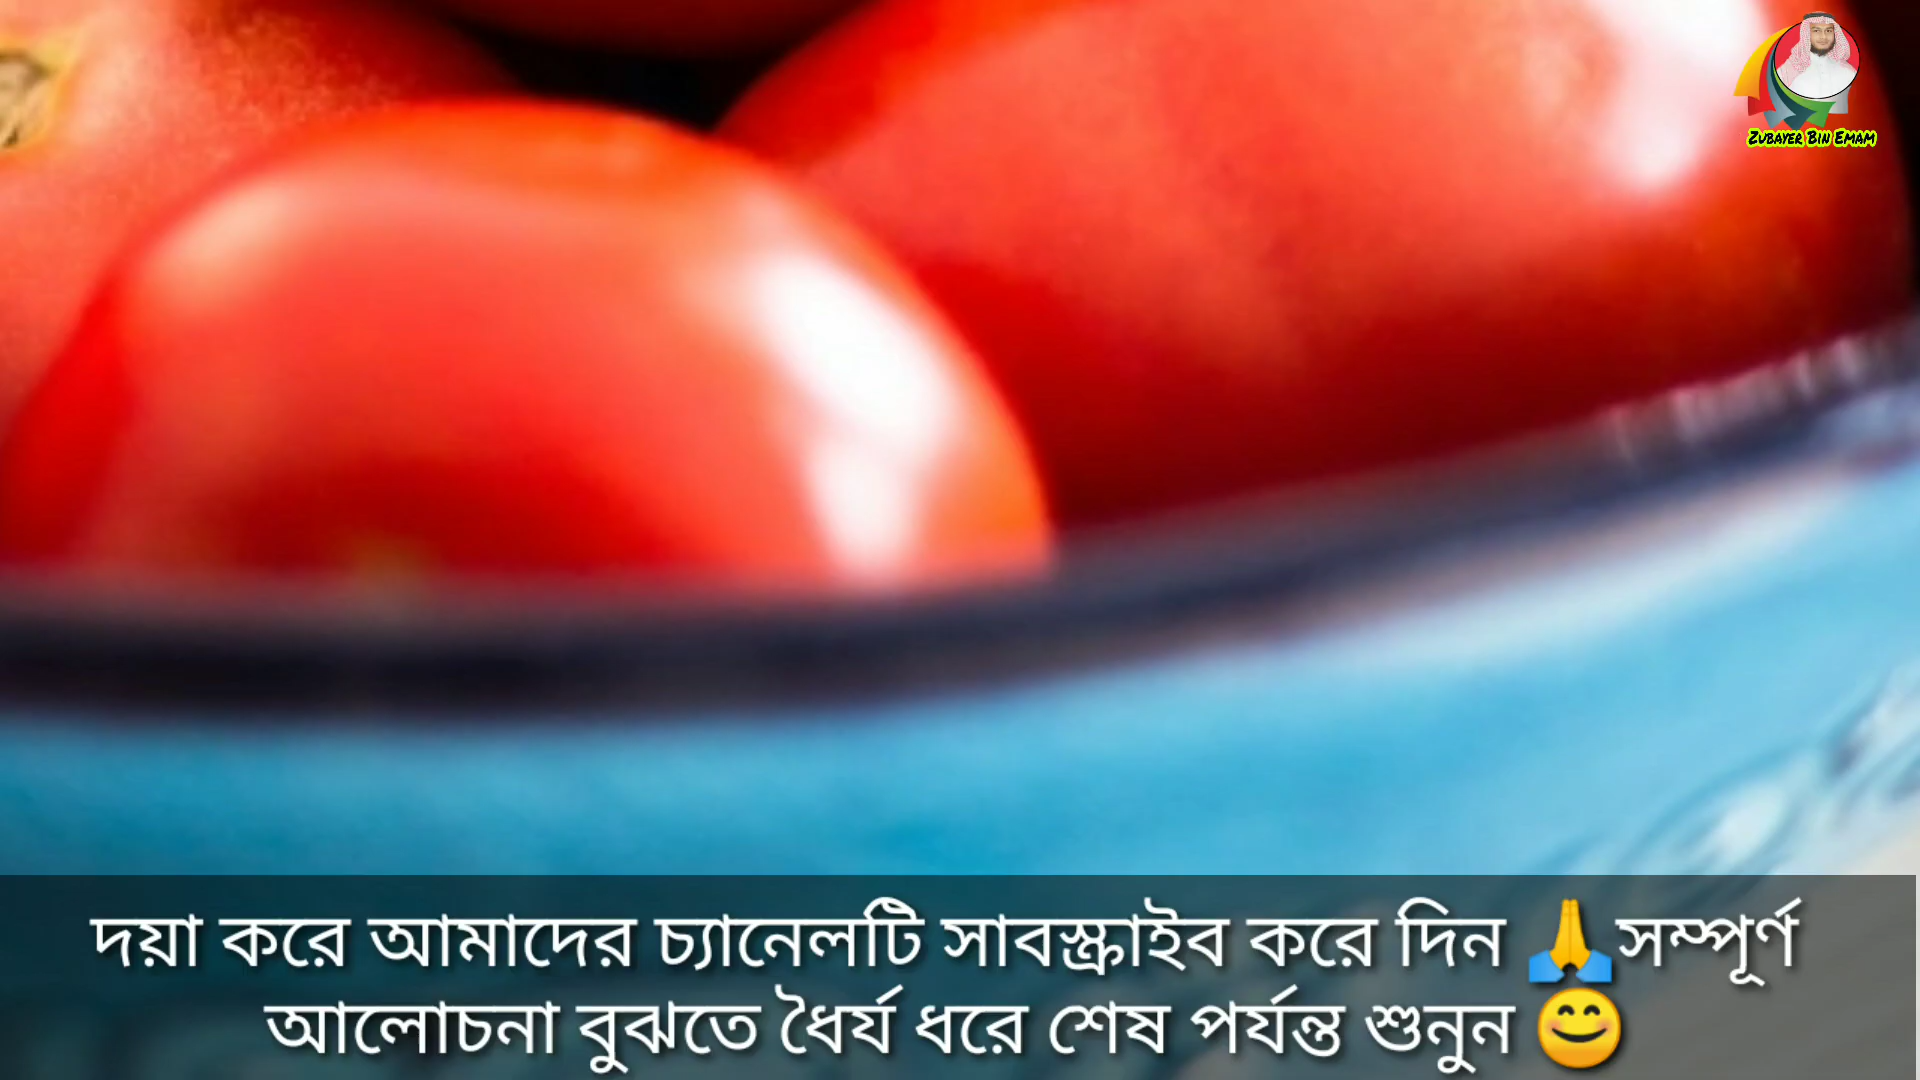 Zubayer Bin Emam
দয়া করে আমাদের চ্যানেলটি সাবস্ক্রাইব করে দিন 🙏সম্পূর্ণ
আলোচনা বুঝতে ধৈর্য ধরে শেষ পর্যন্ত শুনুন 😊